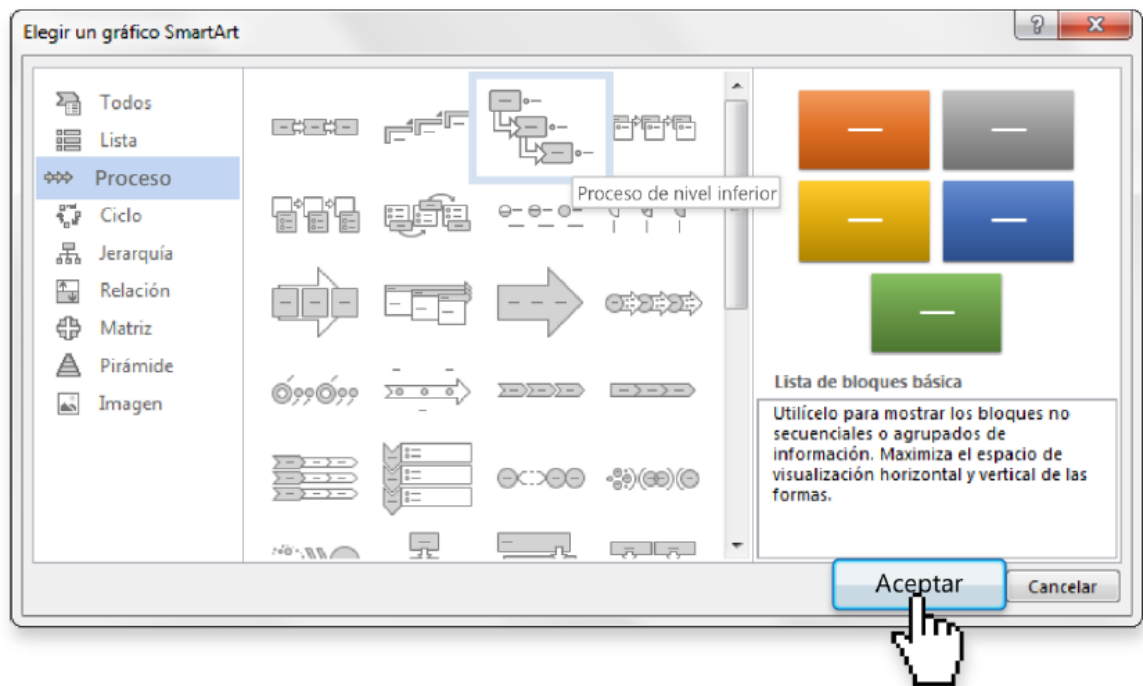 Elegir un gráfico SmartArt
?
Todos
Lista
Proceso
Ciclo
Jerarquía
Relación
Matriz
Pirámide
Imagen
Proceso de nivel inferior
Lista de bloques básica
Utilícelo para mostrar los bloques no
secuenciales o agrupados de
información. Maximiza el espacio de
visualización horizontal y vertical de las
formas.
Aceptar
Cancelar